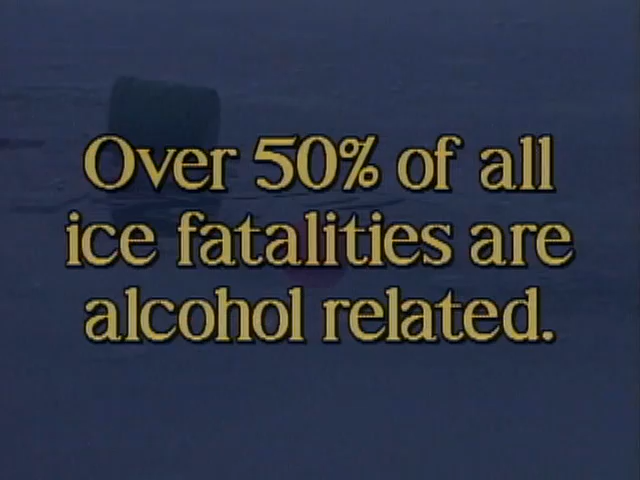 Over 50% of all
ice fatalities are
alcohol related.